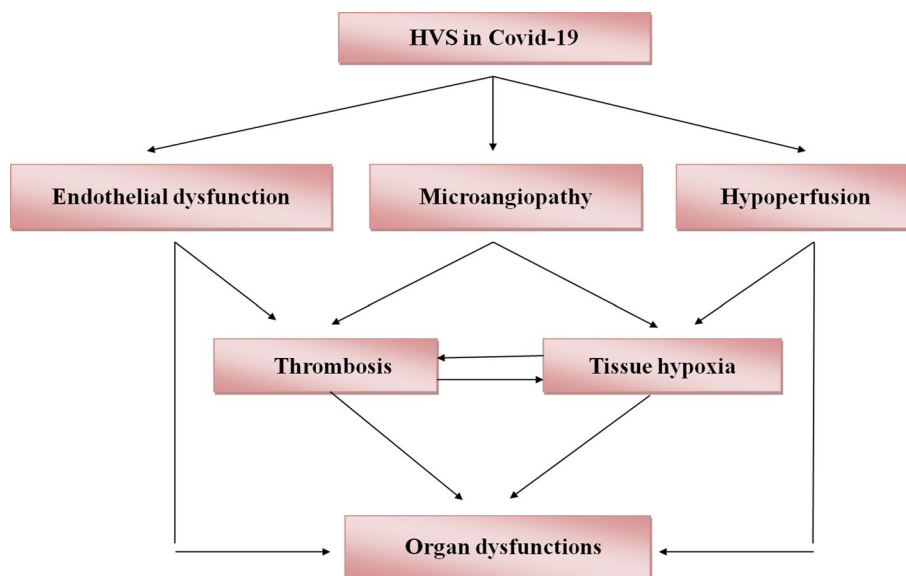 HVS in Covid-19
Endothelial dysfunction
Microangiopathy
Hypoperfusion
Thrombosis
Tissue hypoxia
Organ dysfunctions